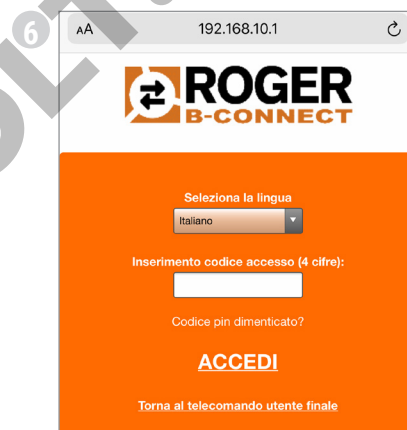 6
AA
192.168.10.1
ROGER
B-CONNECT
Seleziona la lingua
Italiano
Inserimento codice accesso (4 cifre):
Codice pin dimenticato?
ACCEDI
Torna al telecomando utente finale